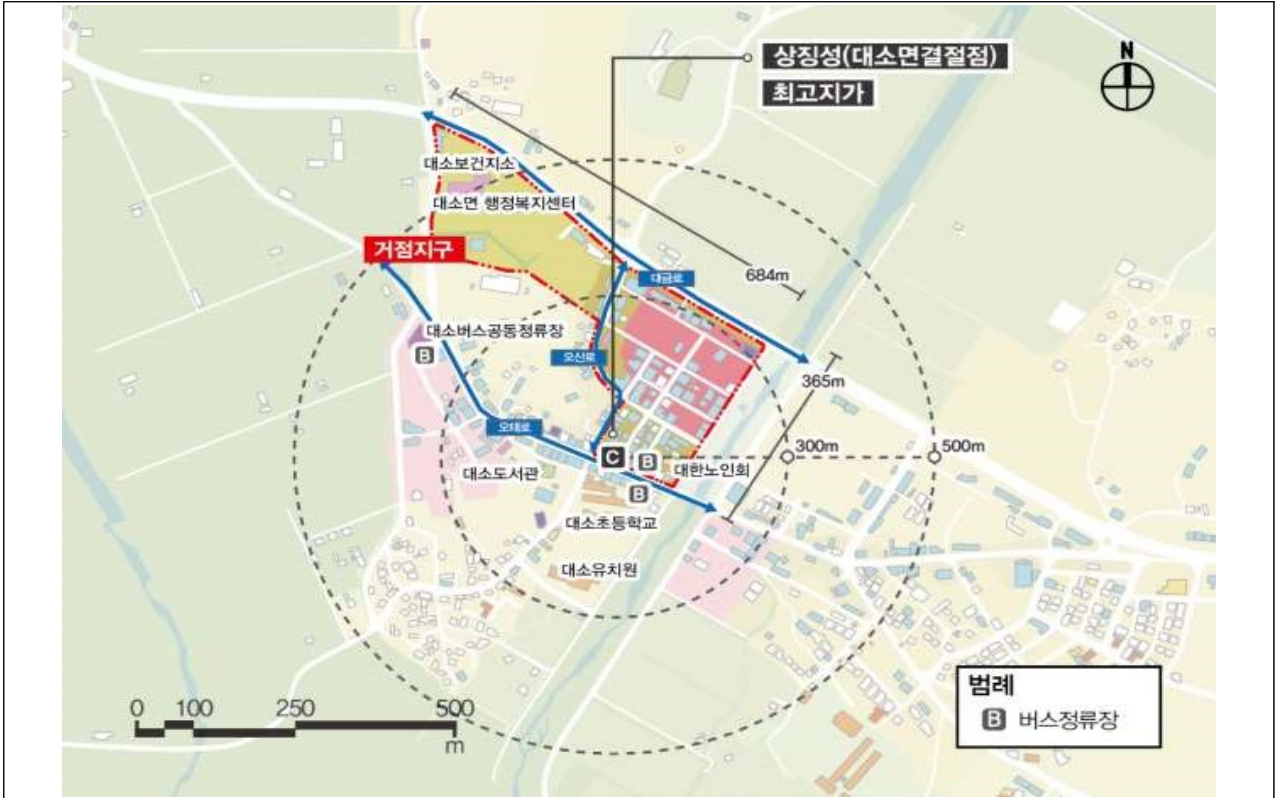 상징성(대소면결절점)
최고지가
N
대소보건지소
대소면 행정복지센터
거점지구
684m
대금로
대소버스공동정류장
B
오산로
365m
오태로
300m
500m
C
B
대한노인회
대소도서관
B
대소초등학교
대소유치원
범례
B 버스정류장
0 100 250 500
m